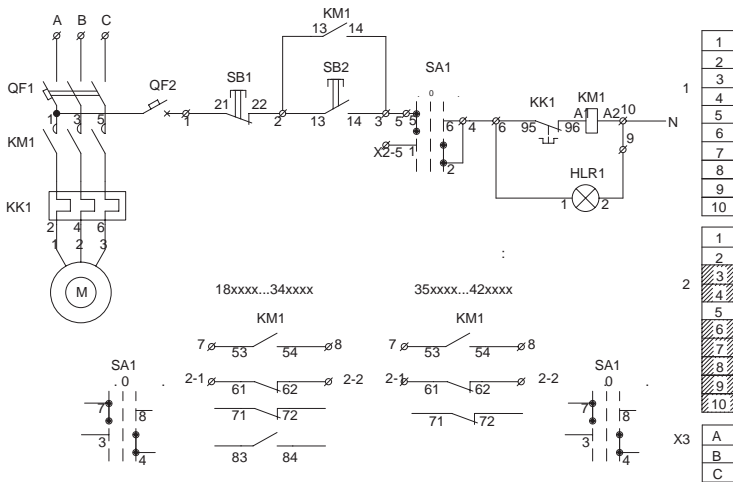 A B C
KM1
13 14
QF1
QF2
SB1
SB2
SA1
. 0 .
21 22
13 14
1 3 5
1
2
3 5 5
6 4
6
KK1
KM1
95 96
A1 A2 10
N
9
KM1
X2-5 1
2
HLR1
1 2
KK1
2 4 6
1 2 3
M
:
18xxxx...34xxxx
35xxxx...42xxxx
KM1
KM1
7 53 54 8
7 53 54 8
2-1 61 62 2-2
2-1 61 62 2-2
71 72
71 72
83 84
SA1
. 0 .
7 8
3 4
SA1
. 0 .
7 8
3 4
1
1
2
3
4
5
6
7
8
9
10
2
1
2
3
4
5
6
7
8
9
10
X3
A
B
C